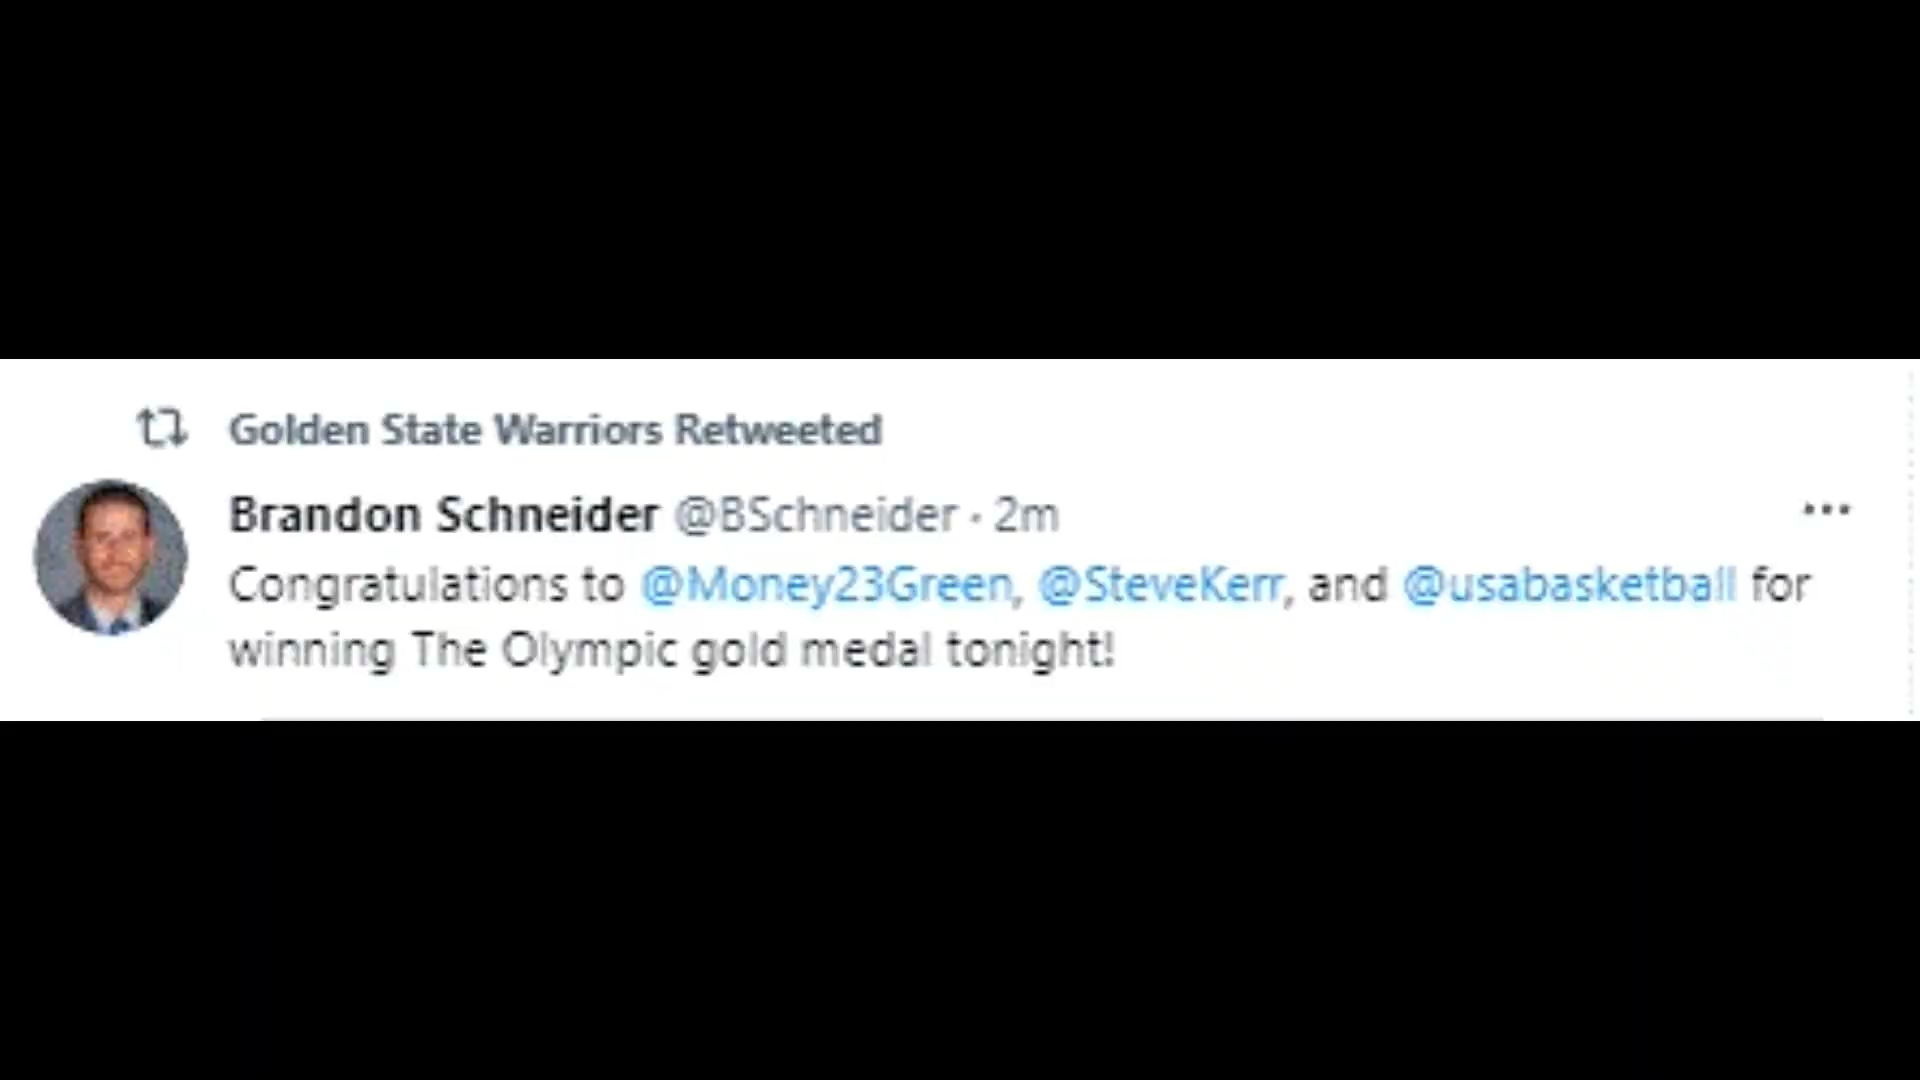 Golden State Warriors Retweeted
Brandon Schneider @BSchneider · 2m
Congratulations to @Money23Green, @SteveKerr, and @usabasketball for
winning The Olympic gold medal tonight!